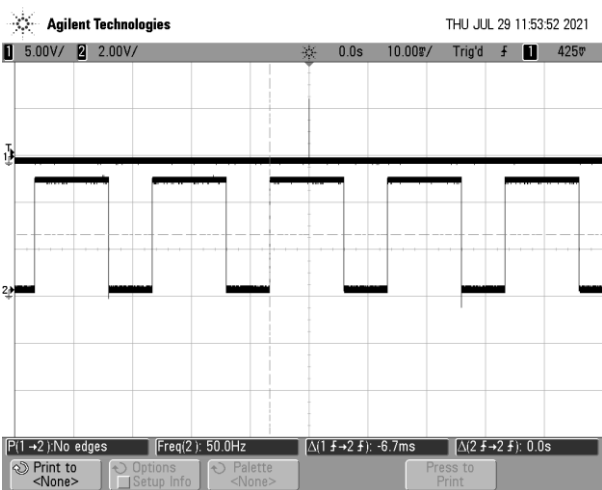 Agilent Technologies THU JUL 29 11:53:52 2021
1 5.00V/ 2 2.00V/ 0.0s 10.00ms/ Trig'd 1 425mV
T
1
2
P(1→2):No edges Freq(2): 50.0Hz Δ(1 →2 ): -6.7ms Δ(2 →2 ): 0.0s
Print to Options Palette Press to
<None> Setup Info <None> Print